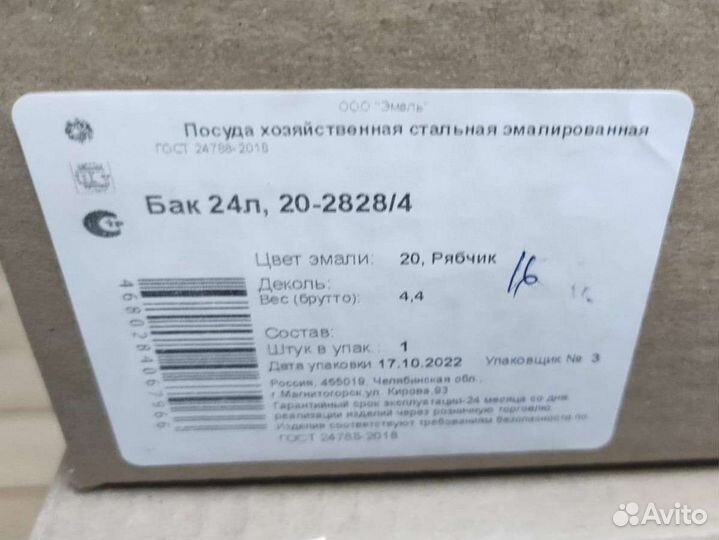 ООО "Эмаль"
Посуда хозяйственная стальная эмалированная
ГОСТ 24788-2018
Бак 24л, 20-2828/4
Цвет эмали: 20, Рябчик
16
Деколь:
Вес (брутто): 4,4
Состав:
Штук в упак.: 1
Дата упаковки 17.10.2022 Упаковщик № 3
Россия, 455019, Челябинская обл.,
г.Магнитогорск,ул. Кирова,93
Гарантийный срок эксплуатации-24 месяца со дня
реализации изделий через розничную торговлю.
Изделия соответствуют требованиям безопасности по
ГОСТ 24788-2018
4680284067966
Avito